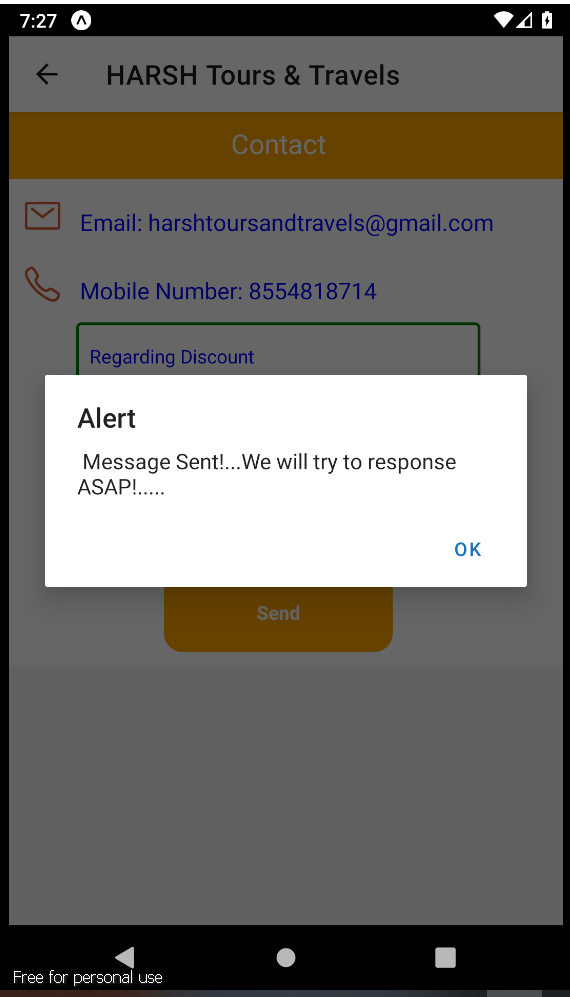 7:27
HARSH Tours & Travels
Contact
Email: harshtoursandtravels@gmail.com
Mobile Number: 8554818714
Regarding Discount
Alert
Message Sent!...We will try to response
ASAP!.....
OK
Send
Free for personal use